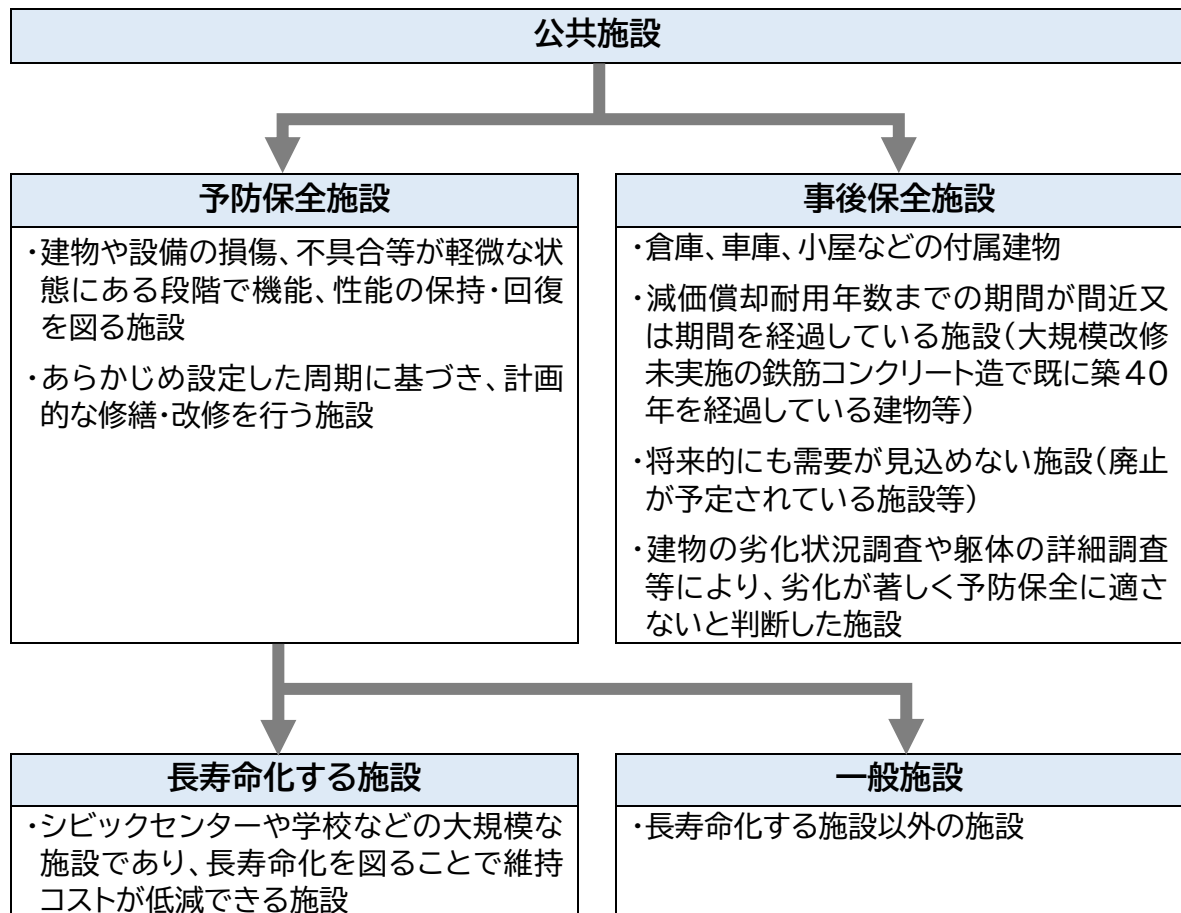 公共施設
予防保全施設
・建物や設備の損傷、不具合等が軽微な状
態にある段階で機能、性能の保持・回復
を図る施設
・あらかじめ設定した周期に基づき、計画
的な修繕・改修を行う施設
事後保全施設
・倉庫、車庫、小屋などの付属建物
・減価償却耐用年数までの期間が間近又
は期間を経過している施設(大規模改修
未実施の鉄筋コンクリート造で既に築40
年を経過している建物等)
・将来的にも需要が見込めない施設(廃止
が予定されている施設等)
・建物の劣化状況調査や躯体の詳細調査
等により、劣化が著しく予防保全に適さ
ないと判断した施設
長寿命化する施設
・シビックセンターや学校などの大規模な
施設であり、長寿命化を図ることで維持
コストが低減できる施設
一般施設
・長寿命化する施設以外の施設